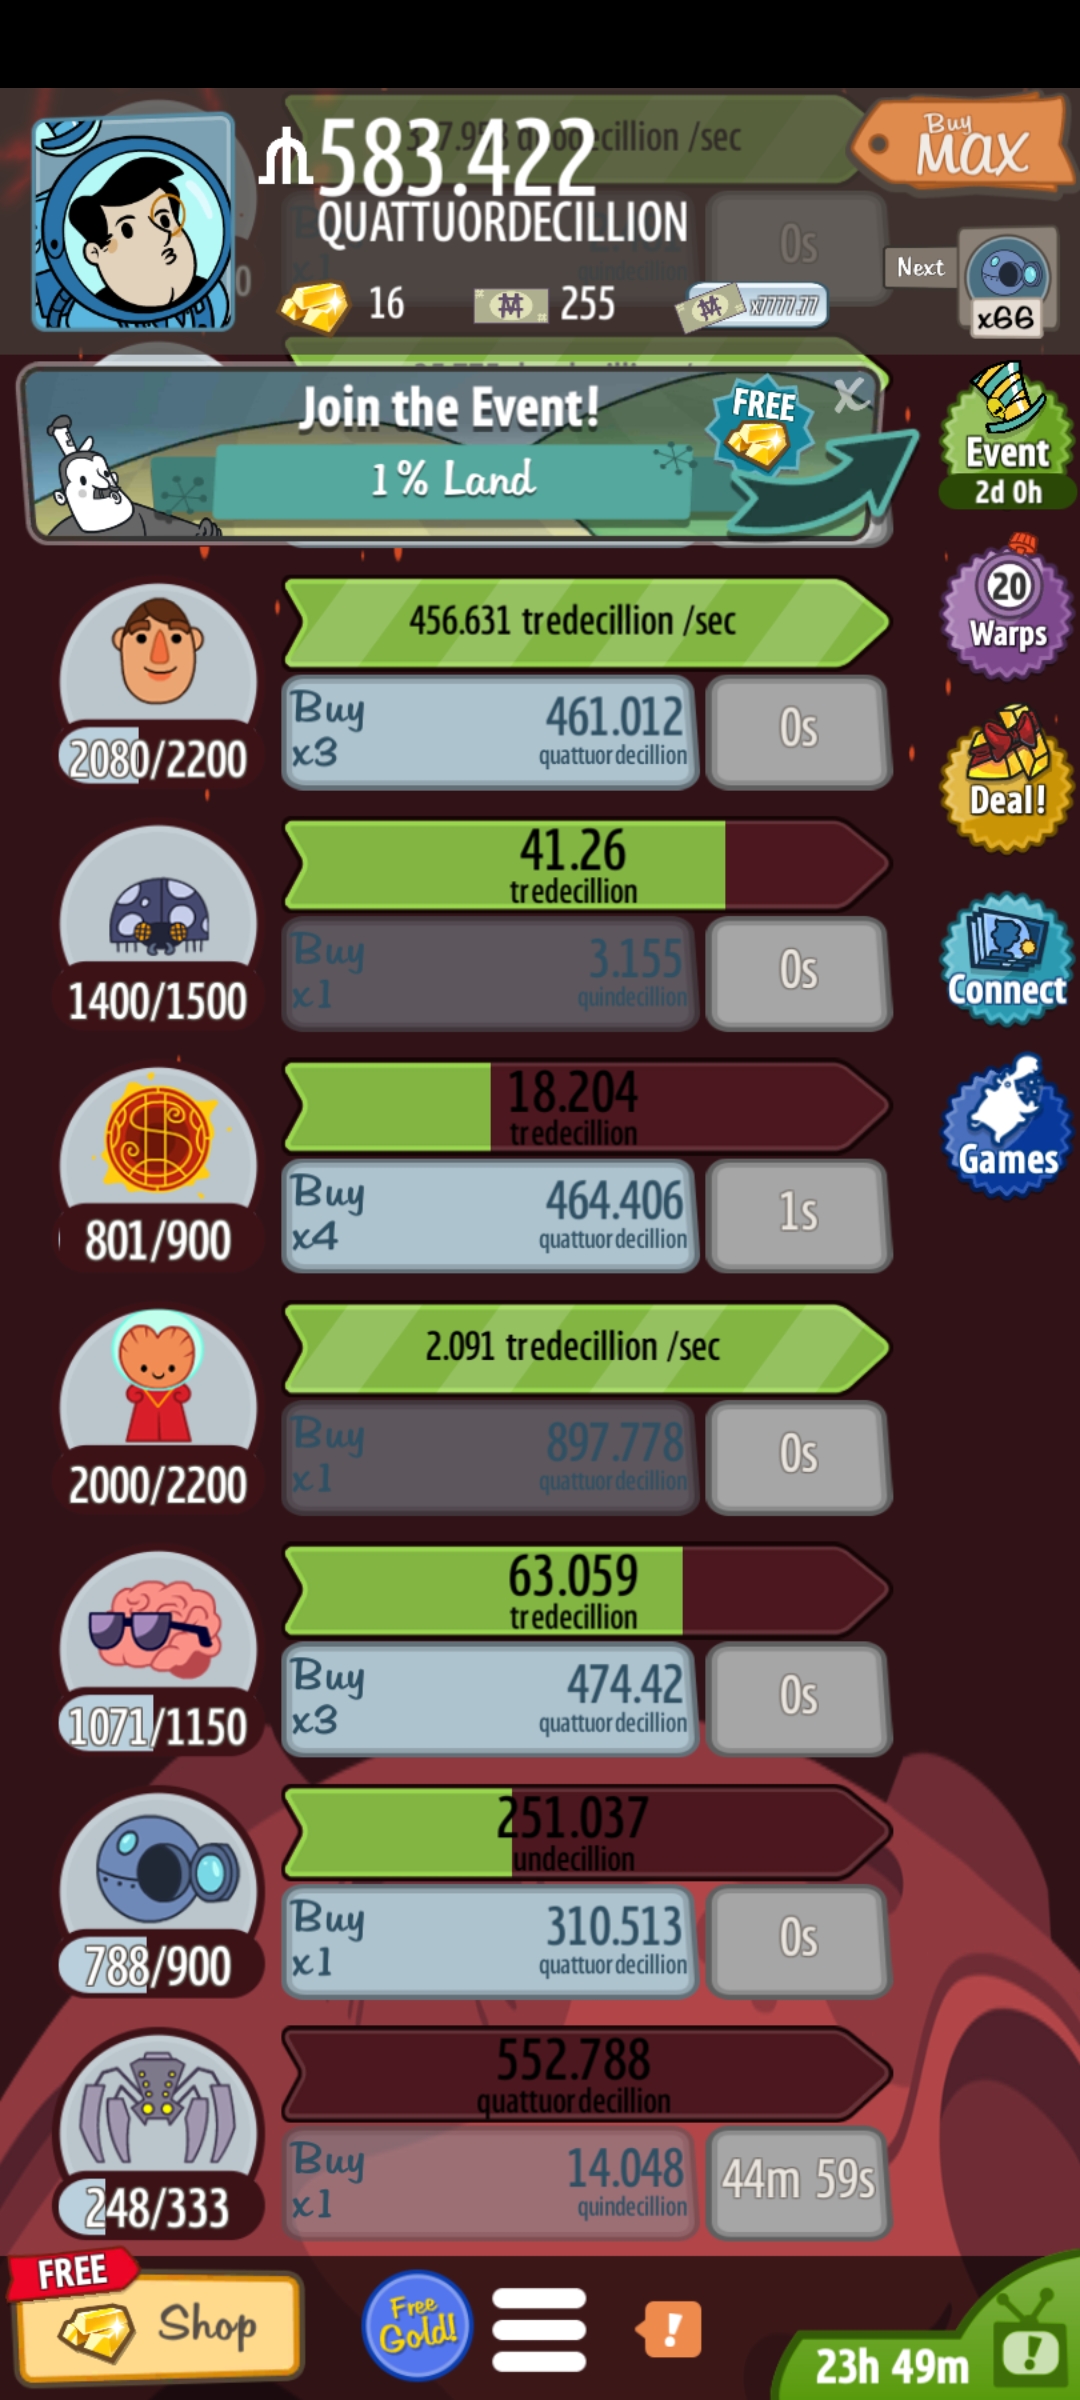 583.422
QUATTUORDECILLION
/sec
Buy
MAX
0s
16
255
x7777.77
Next
x66
Join the Event!
1% Land
FREE
X
Event
2d 0h
20
Warps
Deal!
Connect
Games
456.631 tredecillion /sec
Buy
x3
461.012
quattuordecillion
0s
2080/2200
41.26
tredecillion
Buy
x1
3.155
quindecillion
0s
1400/1500
18.204
tredecillion
Buy
x4
464.406
quattuordecillion
1s
801/900
2.091 tredecillion /sec
Buy
x1
897.778
quattuordecillion
0s
2000/2200
63.059
tredecillion
Buy
x3
474.42
quattuordecillion
0s
1071/1150
251.037
undecillion
Buy
x1
310.513
quattuordecillion
0s
788/900
552.788
quattuordecillion
Buy
x1
14.048
quindecillion
44m 59s
248/333
FREE
Shop
Free
Gold!
!
23h 49m
!